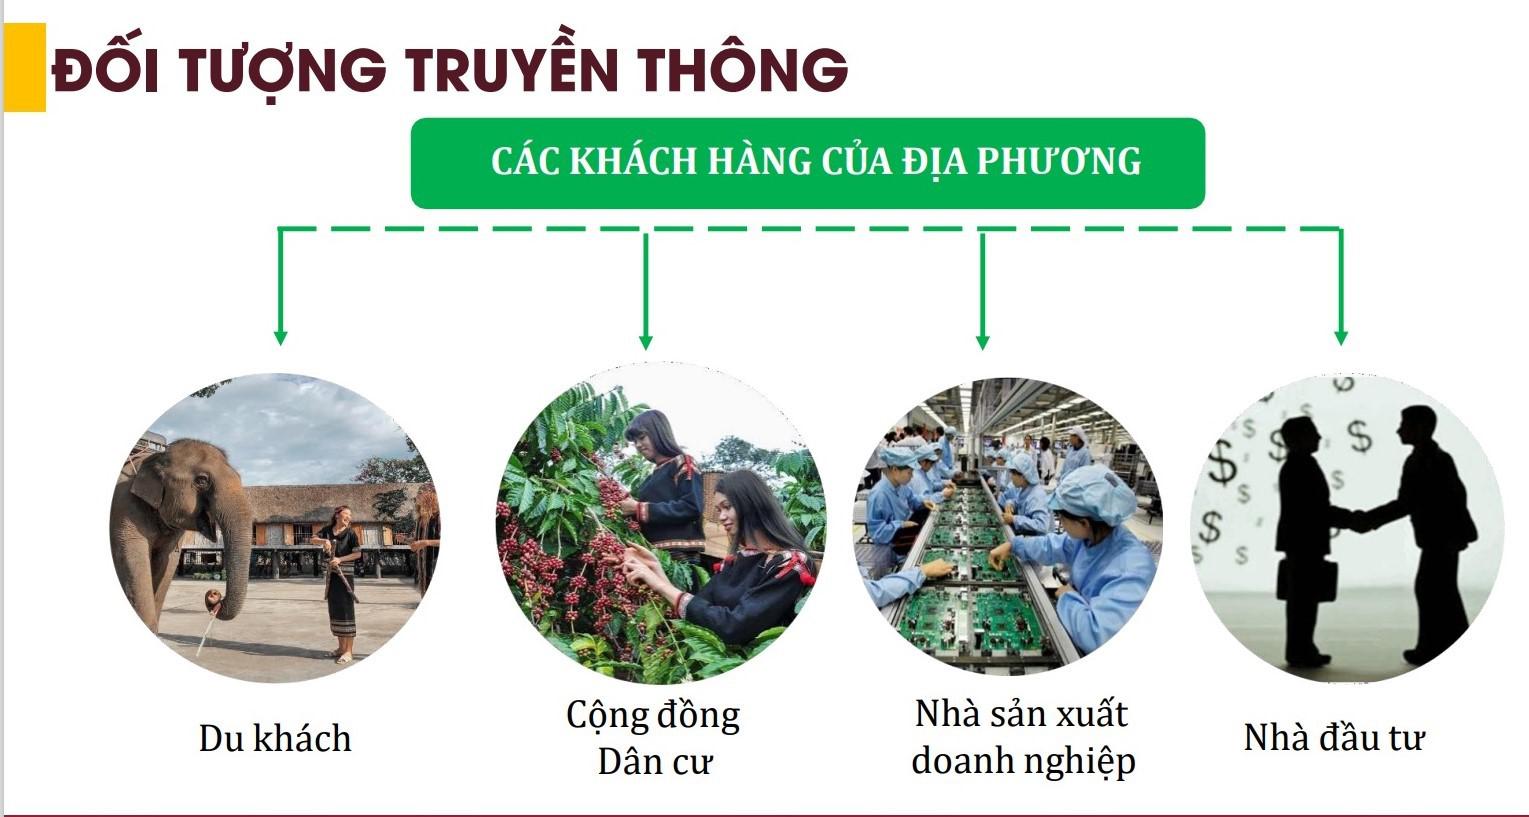 ĐỐI TƯỢNG TRUYỀN THÔNG
CÁC KHÁCH HÀNG CỦA ĐỊA PHƯƠNG
Du khách
Cộng đồng
Dân cư
Nhà sản xuất
doanh nghiệp
Nhà đầu tư